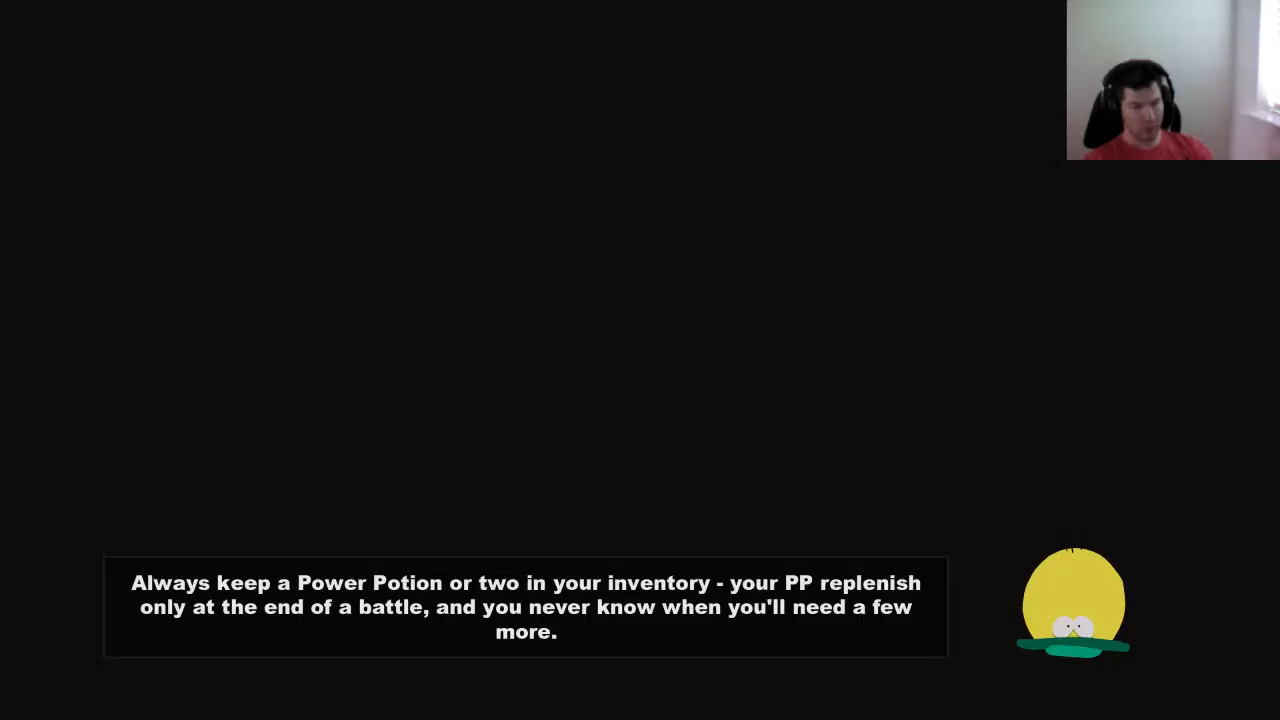 Always keep a Power Potion or two in your inventory - your PP replenish
only at the end of a battle, and you never know when you'll need a few
more.